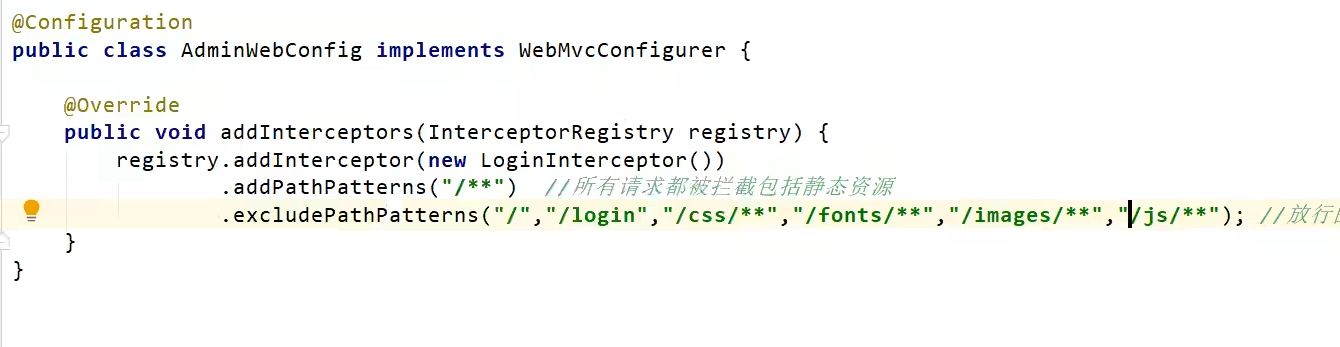 @Configuration
public class AdminWebConfig implements WebMvcConfigurer {
@Override
public void addInterceptors(InterceptorRegistry registry) {
registry.addInterceptor(new LoginInterceptor())
.addPathPatterns("/**") //所有请求都被拦截包括静态资源
.excludePathPatterns("/","/login","/css/**","/fonts/**","/images/**","/js/**"); //放行
}
}